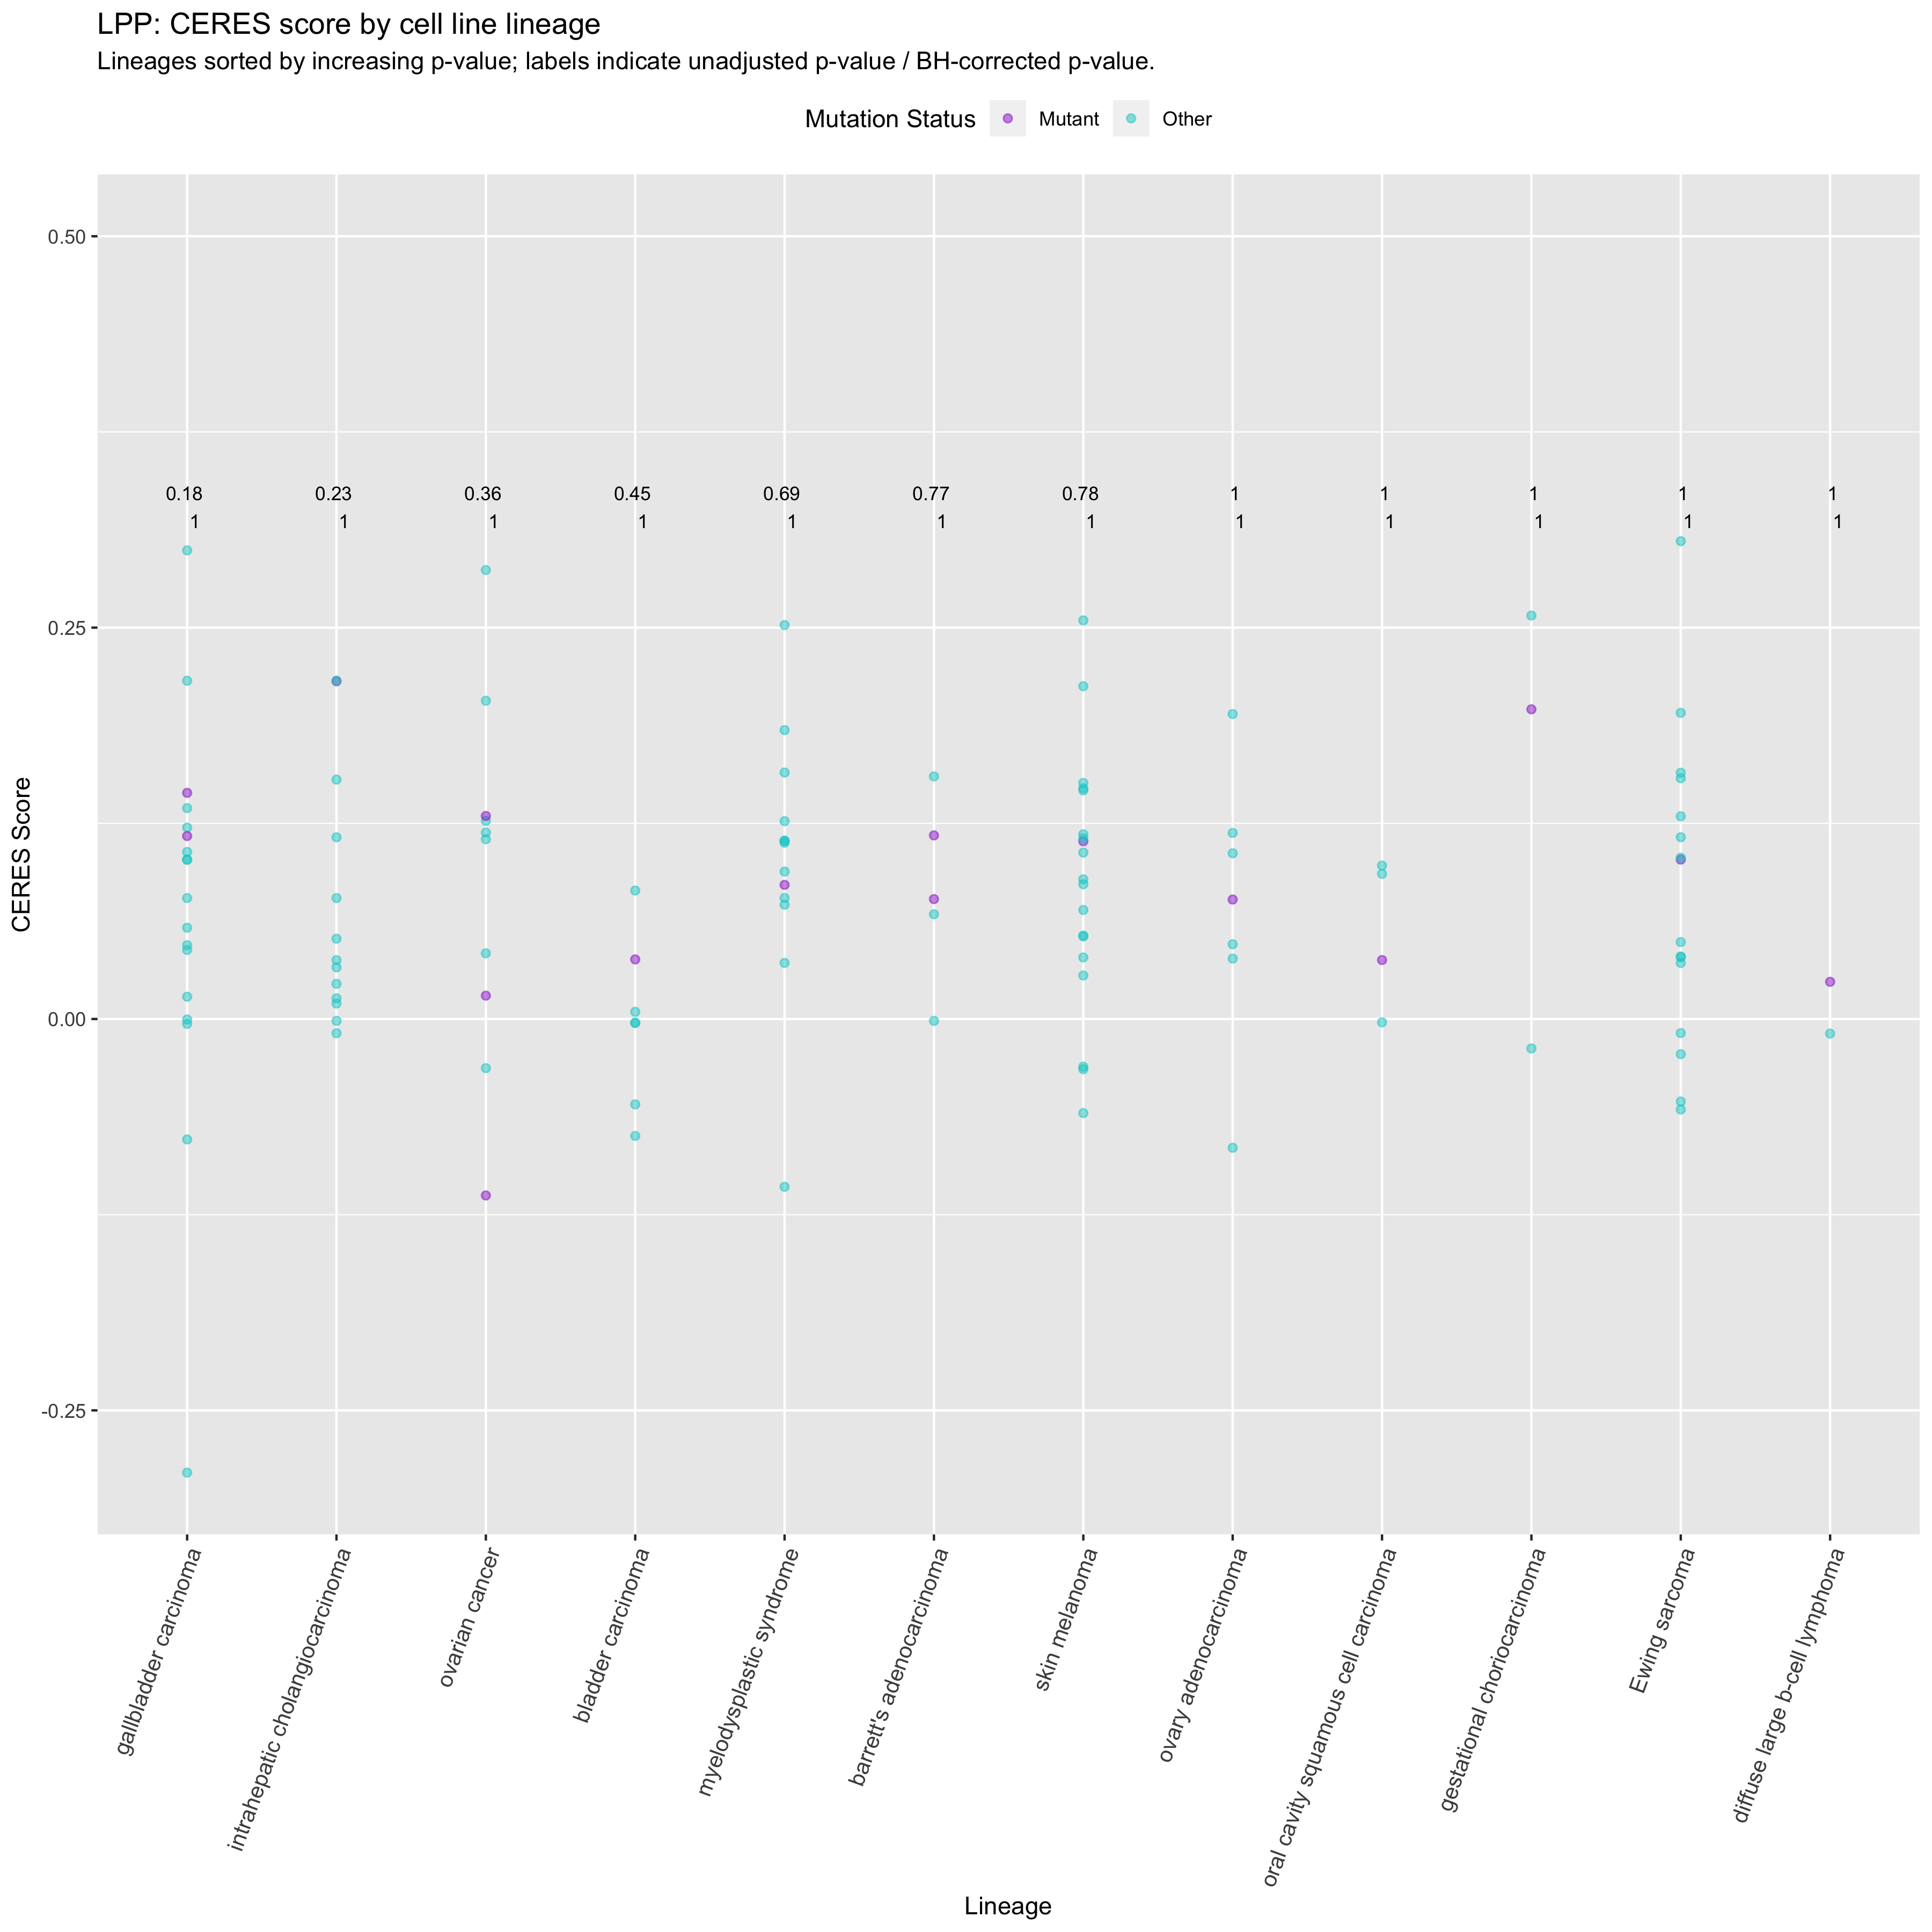 LPP: CERES score by cell line lineage
Lineages sorted by increasing p-value; labels indicate unadjusted p-value / BH-corrected p-value.
Mutation Status Mutant Other
0.50
0.18 0.23 0.36 0.45 0.69 0.77 0.78 1 1 1 1 1
1 1 1 1 1 1 1 1 1 1 1 1
0.25
CERES Score
0.00
-0.25
gallbladder carcinoma
intrahepatic cholangiocarcinoma
ovarian cancer
bladder carcinoma
myelodysplastic syndrome
barrett's adenocarcinoma
skin melanoma
ovary adenocarcinoma
oral cavity squamous cell carcinoma
gestational choriocarcinoma
Ewing sarcoma
diffuse large b-cell lymphoma
Lineage